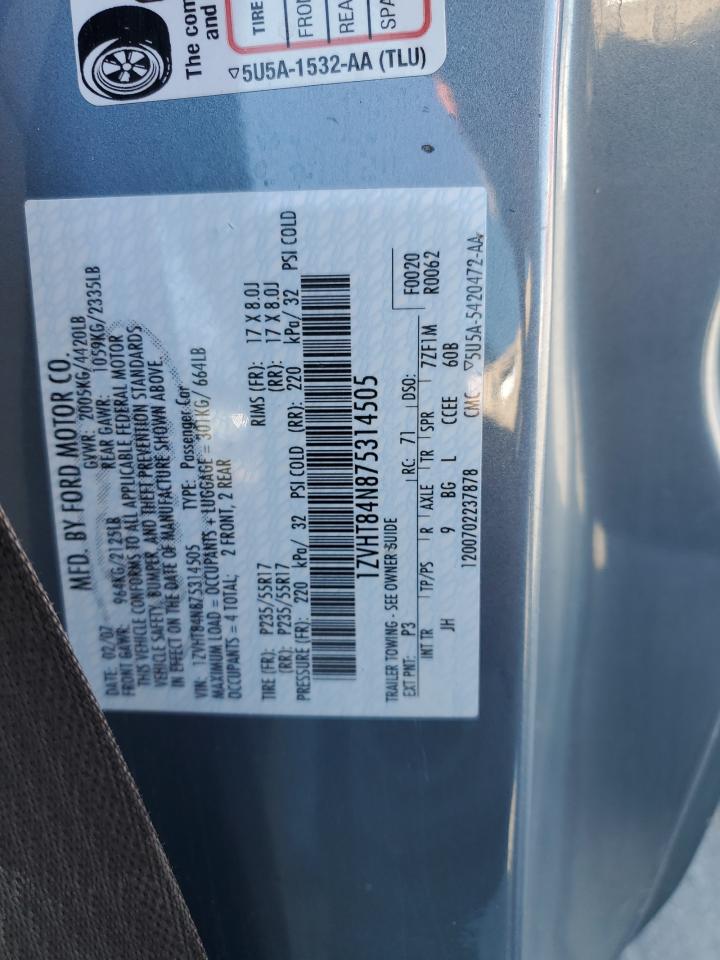 The com
and
TIRE
FRON
REA
SPA
5U5A-1532-AA (TLU)
MFD. BY FORD MOTOR CO.
DATE: 02/07 GVWR: 2005KG/4420LB
FRONT GAWR: 964KG/2125LB REAR GAWR: 1059KG/2335LB
THIS VEHICLE CONFORMS TO ALL APPLICABLE FEDERAL MOTOR
VEHICLE SAFETY, BUMPER, AND THEFT PREVENTION STANDARDS
IN EFFECT ON THE DATE OF MANUFACTURE SHOWN ABOVE.
VIN: 1ZVHT84N875314505 TYPE: Passenger Car
MAXIMUM LOAD = OCCUPANTS + LUGGAGE = 301KG/ 664LB
OCCUPANTS = 4 TOTAL; 2 FRONT, 2 REAR
TIRE (FR): P235/55R17 RIMS (FR): 17 X 8.0J
(RR): P235/55R17 (RR): 17 X 8.0J
PRESSURE (FR): 220 kPa/ 32 PSI COLD (RR): 220 kPa/ 32 PSI COLD
1ZVHT84N875314505
TRAILER TOWING - SEE OWNER GUIDE F0020
EXT PNT: P3 RC: 71 DSO: R0062
INT TR TP/PS R AXLE TR SPR 7ZF1M
JH 9 BG L CCEE 60B
1200702237B78 CMC 5U5A-5420472-AA